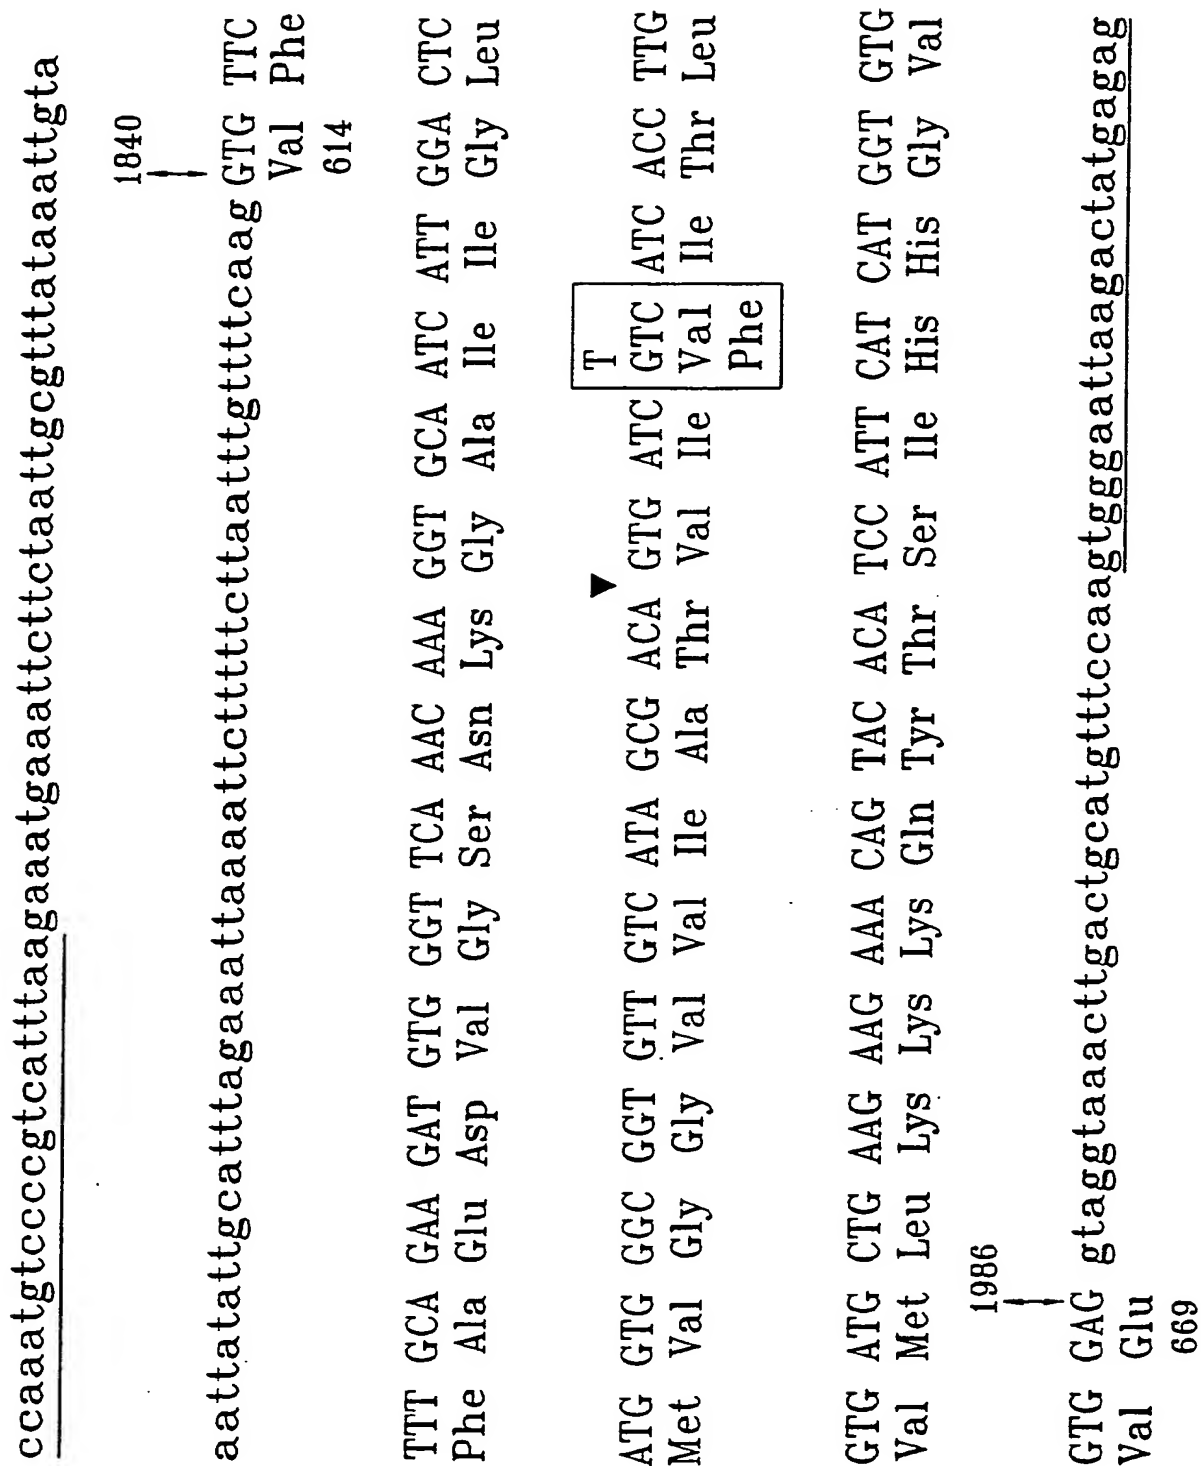 ccaaatgtccccgtcatttaagaaatgaaattcttctaattgcgtttataaattgta
1840
aattatattgcatttagaaattaaaattctttttcttaatttgttttcaag GTG TTC
Val Phe
614
TTT GCA GAA GAT GTG GGT TCA AAC AAA GGT GCA ATC ATT GGA CTC
Phe Ala Glu Asp Val Gly Ser Asn Lys Gly Ala Ile Ile Gly Leu
T
ATG GTG GGC GGT GTT GTC ATA GCG ACA GTG ATC GTC ATC ACC TTG
Met Val Gly Gly Val Val Ile Ala Thr Val Ile Val Ile Thr Leu
Phe
GTG ATG CTG AAG AAG AAA CAG TAC ACA TCC ATT CAT CAT GGT GTG
Val Met Leu Lys Lys Lys Gln Tyr Thr Ser Ile His His Gly Val
1986
GTG GAG gtaggtaaacttgactgcatgtttccaagtgggaattaagactatgagag
Val Glu
669